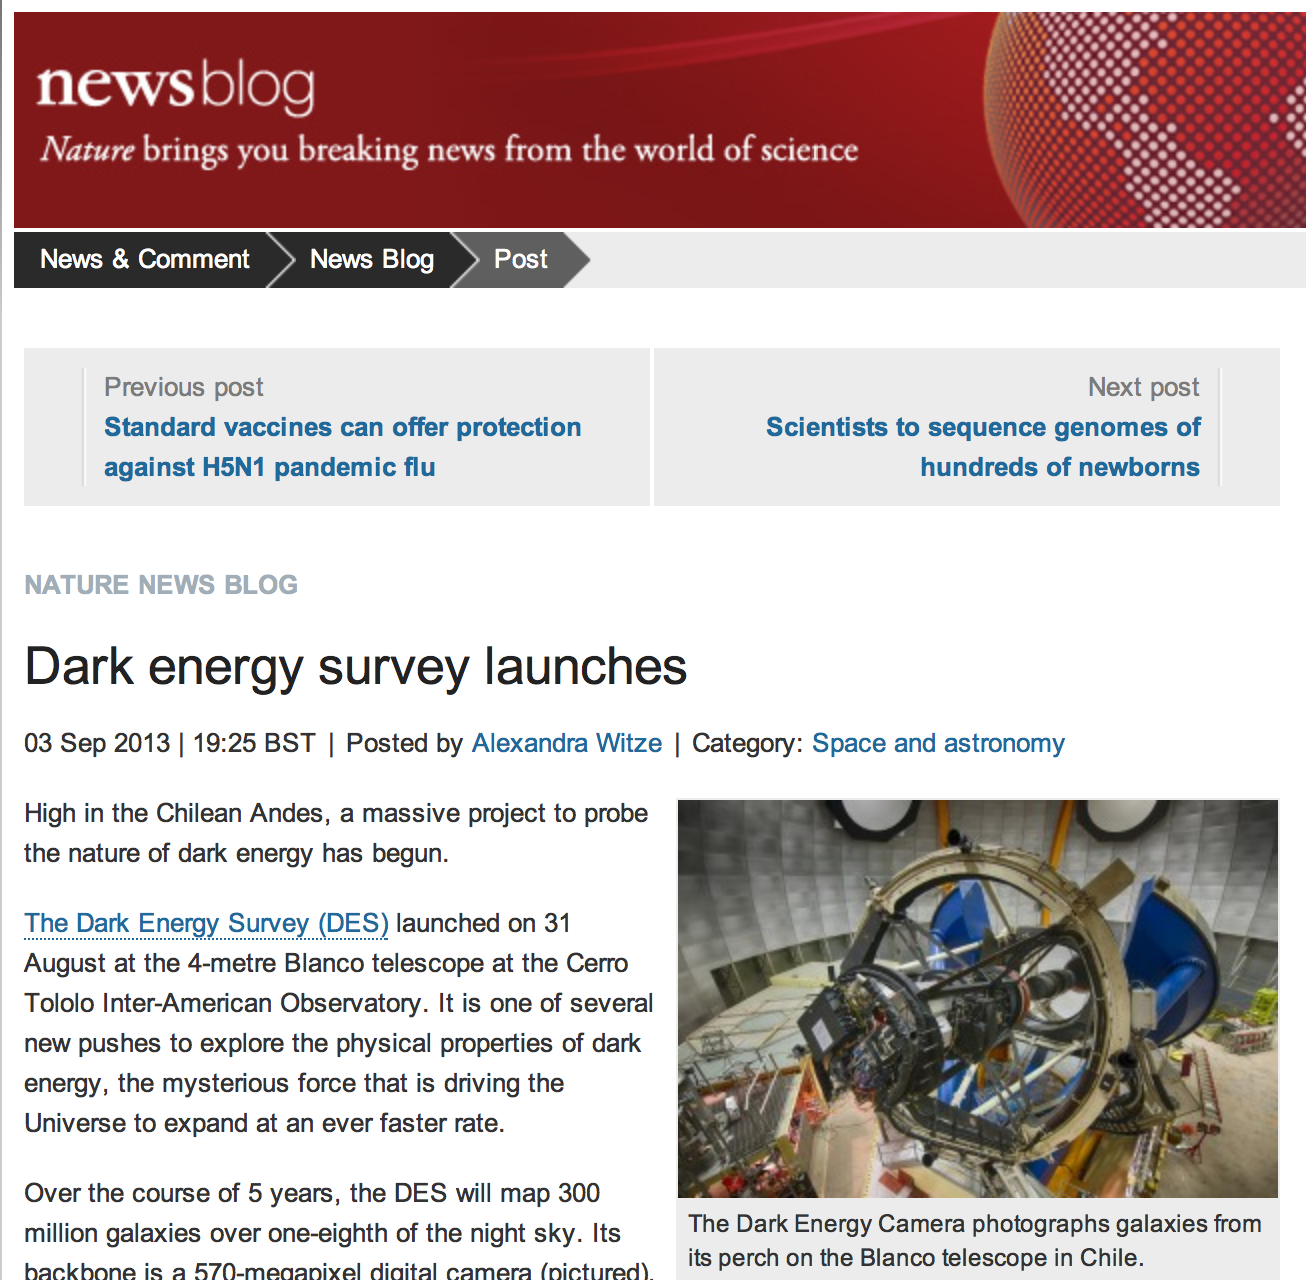 newsblog
Nature brings you breaking news from the world of science
News & Comment News Blog Post
Previous post
Standard vaccines can offer protection
against H5N1 pandemic flu
Next post
Scientists to sequence genomes of
hundreds of newborns
NATURE NEWS BLOG
Dark energy survey launches
03 Sep 2013 | 19:25 BST | Posted by Alexandra Witze | Category: Space and astronomy
High in the Chilean Andes, a massive project to probe
the nature of dark energy has begun.
The Dark Energy Survey (DES) launched on 31
August at the 4-metre Blanco telescope at the Cerro
Tololo Inter-American Observatory. It is one of several
new pushes to explore the physical properties of dark
energy, the mysterious force that is driving the
Universe to expand at an ever faster rate.
Over the course of 5 years, the DES will map 300
million galaxies over one-eighth of the night sky. Its
backbone is a 570-megapixel digital camera (pictured),
The Dark Energy Camera photographs galaxies from
its perch on the Blanco telescope in Chile.